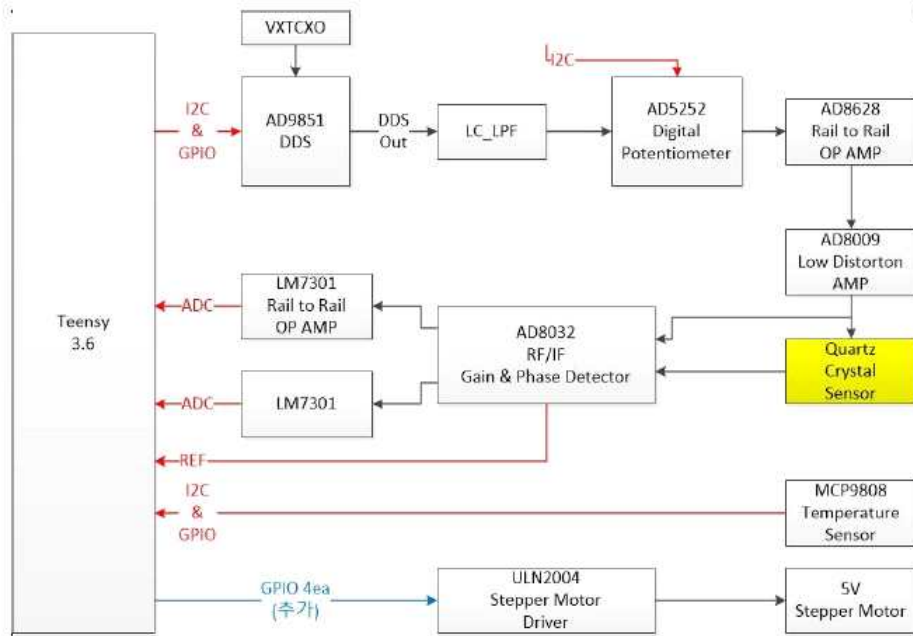 VXTCXO
I2C
I2C
&
GPIO
AD9851
DDS
DDS
Out
LC_LPF
AD5252
Digital
Potentiometer
AD8628
Rail to Rail
OP AMP
AD8009
Low Distorton
AMP
Teensy
3.6
ADC
LM7301
Rail to Rail
OP AMP
AD8032
RF/IF
Gain & Phase Detector
Quartz
Crystal
Sensor
ADC
LM7301
REF
I2C
&
GPIO
MCP9808
Temperature
Sensor
GPIO 4ea
(추가)
ULN2004
Stepper Motor
Driver
5V
Stepper Motor